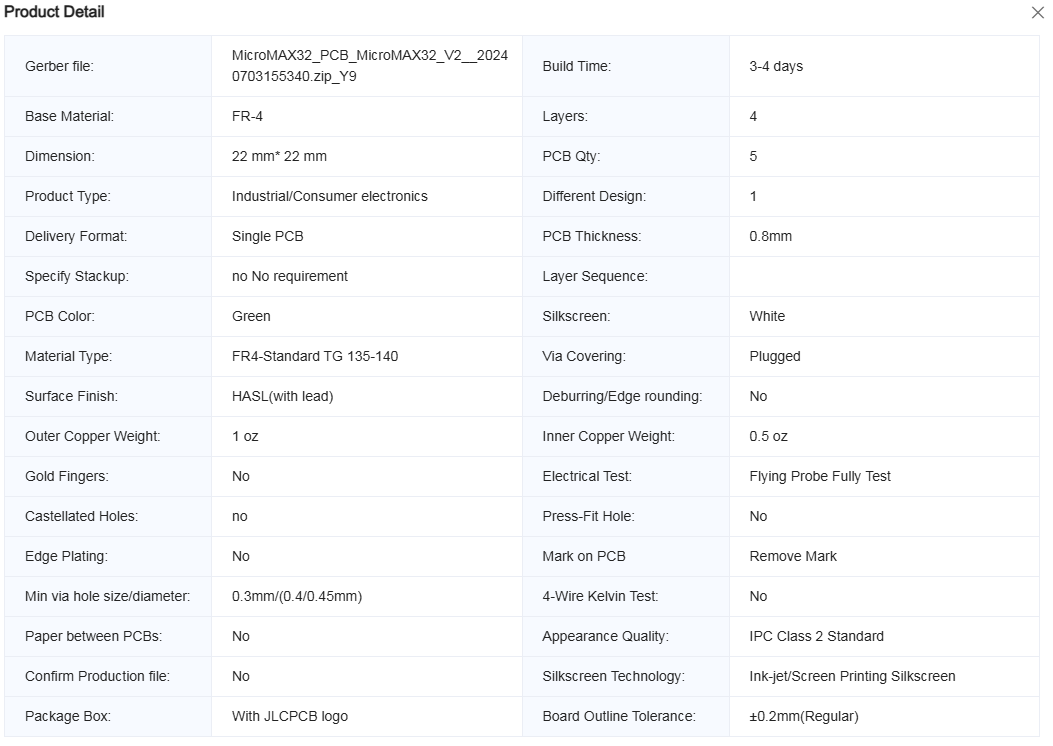 Product Detail
Gerber file:
MicroMAX32_PCB_MicroMAX32_V2__2024
0703155340.zip_Y9
Build Time:
3-4 days
Base Material:
FR-4
Layers:
4
Dimension:
22 mm* 22 mm
PCB Qty:
5
Product Type:
Industrial/Consumer electronics
Different Design:
1
Delivery Format:
Single PCB
PCB Thickness:
0.8mm
Specify Stackup:
no No requirement
Layer Sequence:
PCB Color:
Green
Silkscreen:
White
Material Type:
FR4-Standard TG 135-140
Via Covering:
Plugged
Surface Finish:
HASL(with lead)
Deburring/Edge rounding:
No
Outer Copper Weight:
1 oz
Inner Copper Weight:
0.5 oz
Gold Fingers:
No
Electrical Test:
Flying Probe Fully Test
Castellated Holes:
no
Press-Fit Hole:
No
Edge Plating:
No
Mark on PCB
Remove Mark
Min via hole size/diameter:
0.3mm/(0.4/0.45mm)
4-Wire Kelvin Test:
No
Paper between PCBs:
No
Appearance Quality:
IPC Class 2 Standard
Confirm Production file:
No
Silkscreen Technology:
Ink-jet/Screen Printing Silkscreen
Package Box:
With JLCPCB logo
Board Outline Tolerance:
±0.2mm(Regular)